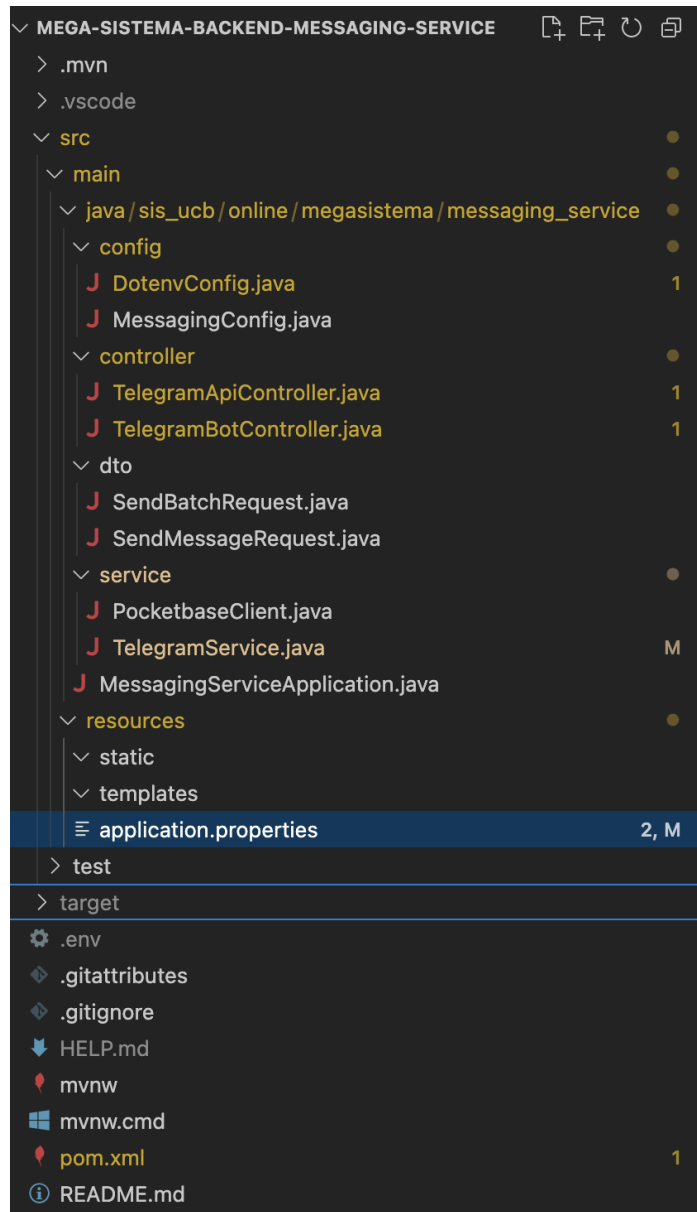 MEGA-SISTEMA-BACKEND-MESSAGING-SERVICE
.mvn
.vscode
src
main
java/sis_ucb/online/megasistema/messaging_service
config
J DotenvConfig.java 1
J MessagingConfig.java
controller
J TelegramApiController.java 1
J TelegramBotController.java 1
dto
J SendBatchRequest.java
J SendMessageRequest.java
service
J PocketbaseClient.java
J TelegramService.java M
J MessagingServiceApplication.java
resources
static
templates
application.properties 2, M
test
target
.env
.gitattributes
.gitignore
HELP.md
mvnw
mvnw.cmd
pom.xml 1
README.md